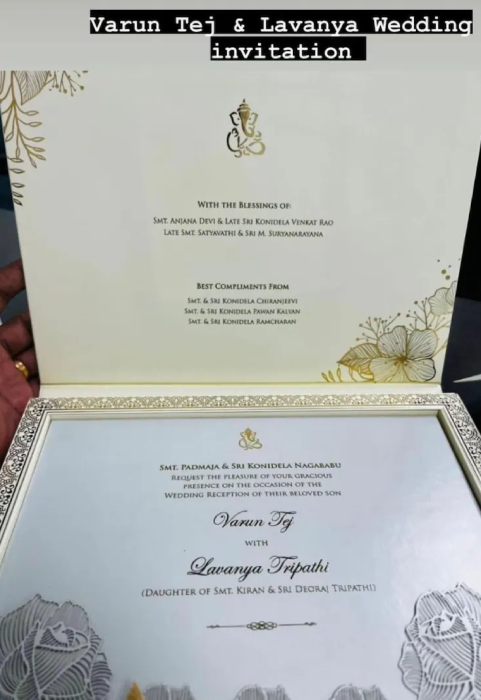 Varun Tej & Lavanya Wedding
invitation
With the Blessings of:
Smt. Anjana Devi & Late Sri Konidela Venkat Rao
Late Smt. Satyavathi & Sri M. Suryanarayana
Best Compliments From
Smt. & Sri Konidela Chiranjeevi
Smt. & Sri Konidela Pawan Kalyan
Smt. & Sri Konidela Ramcharan
Smt. Padmaja & Sri Konidela Nagababu
Request the pleasure of your gracious
presence on the occasion of the
Wedding Reception of their beloved son
Varun Tej
with
Lavanya Tripathi
(Daughter of Smt. Kiran & Sri Deoraj Tripathi)